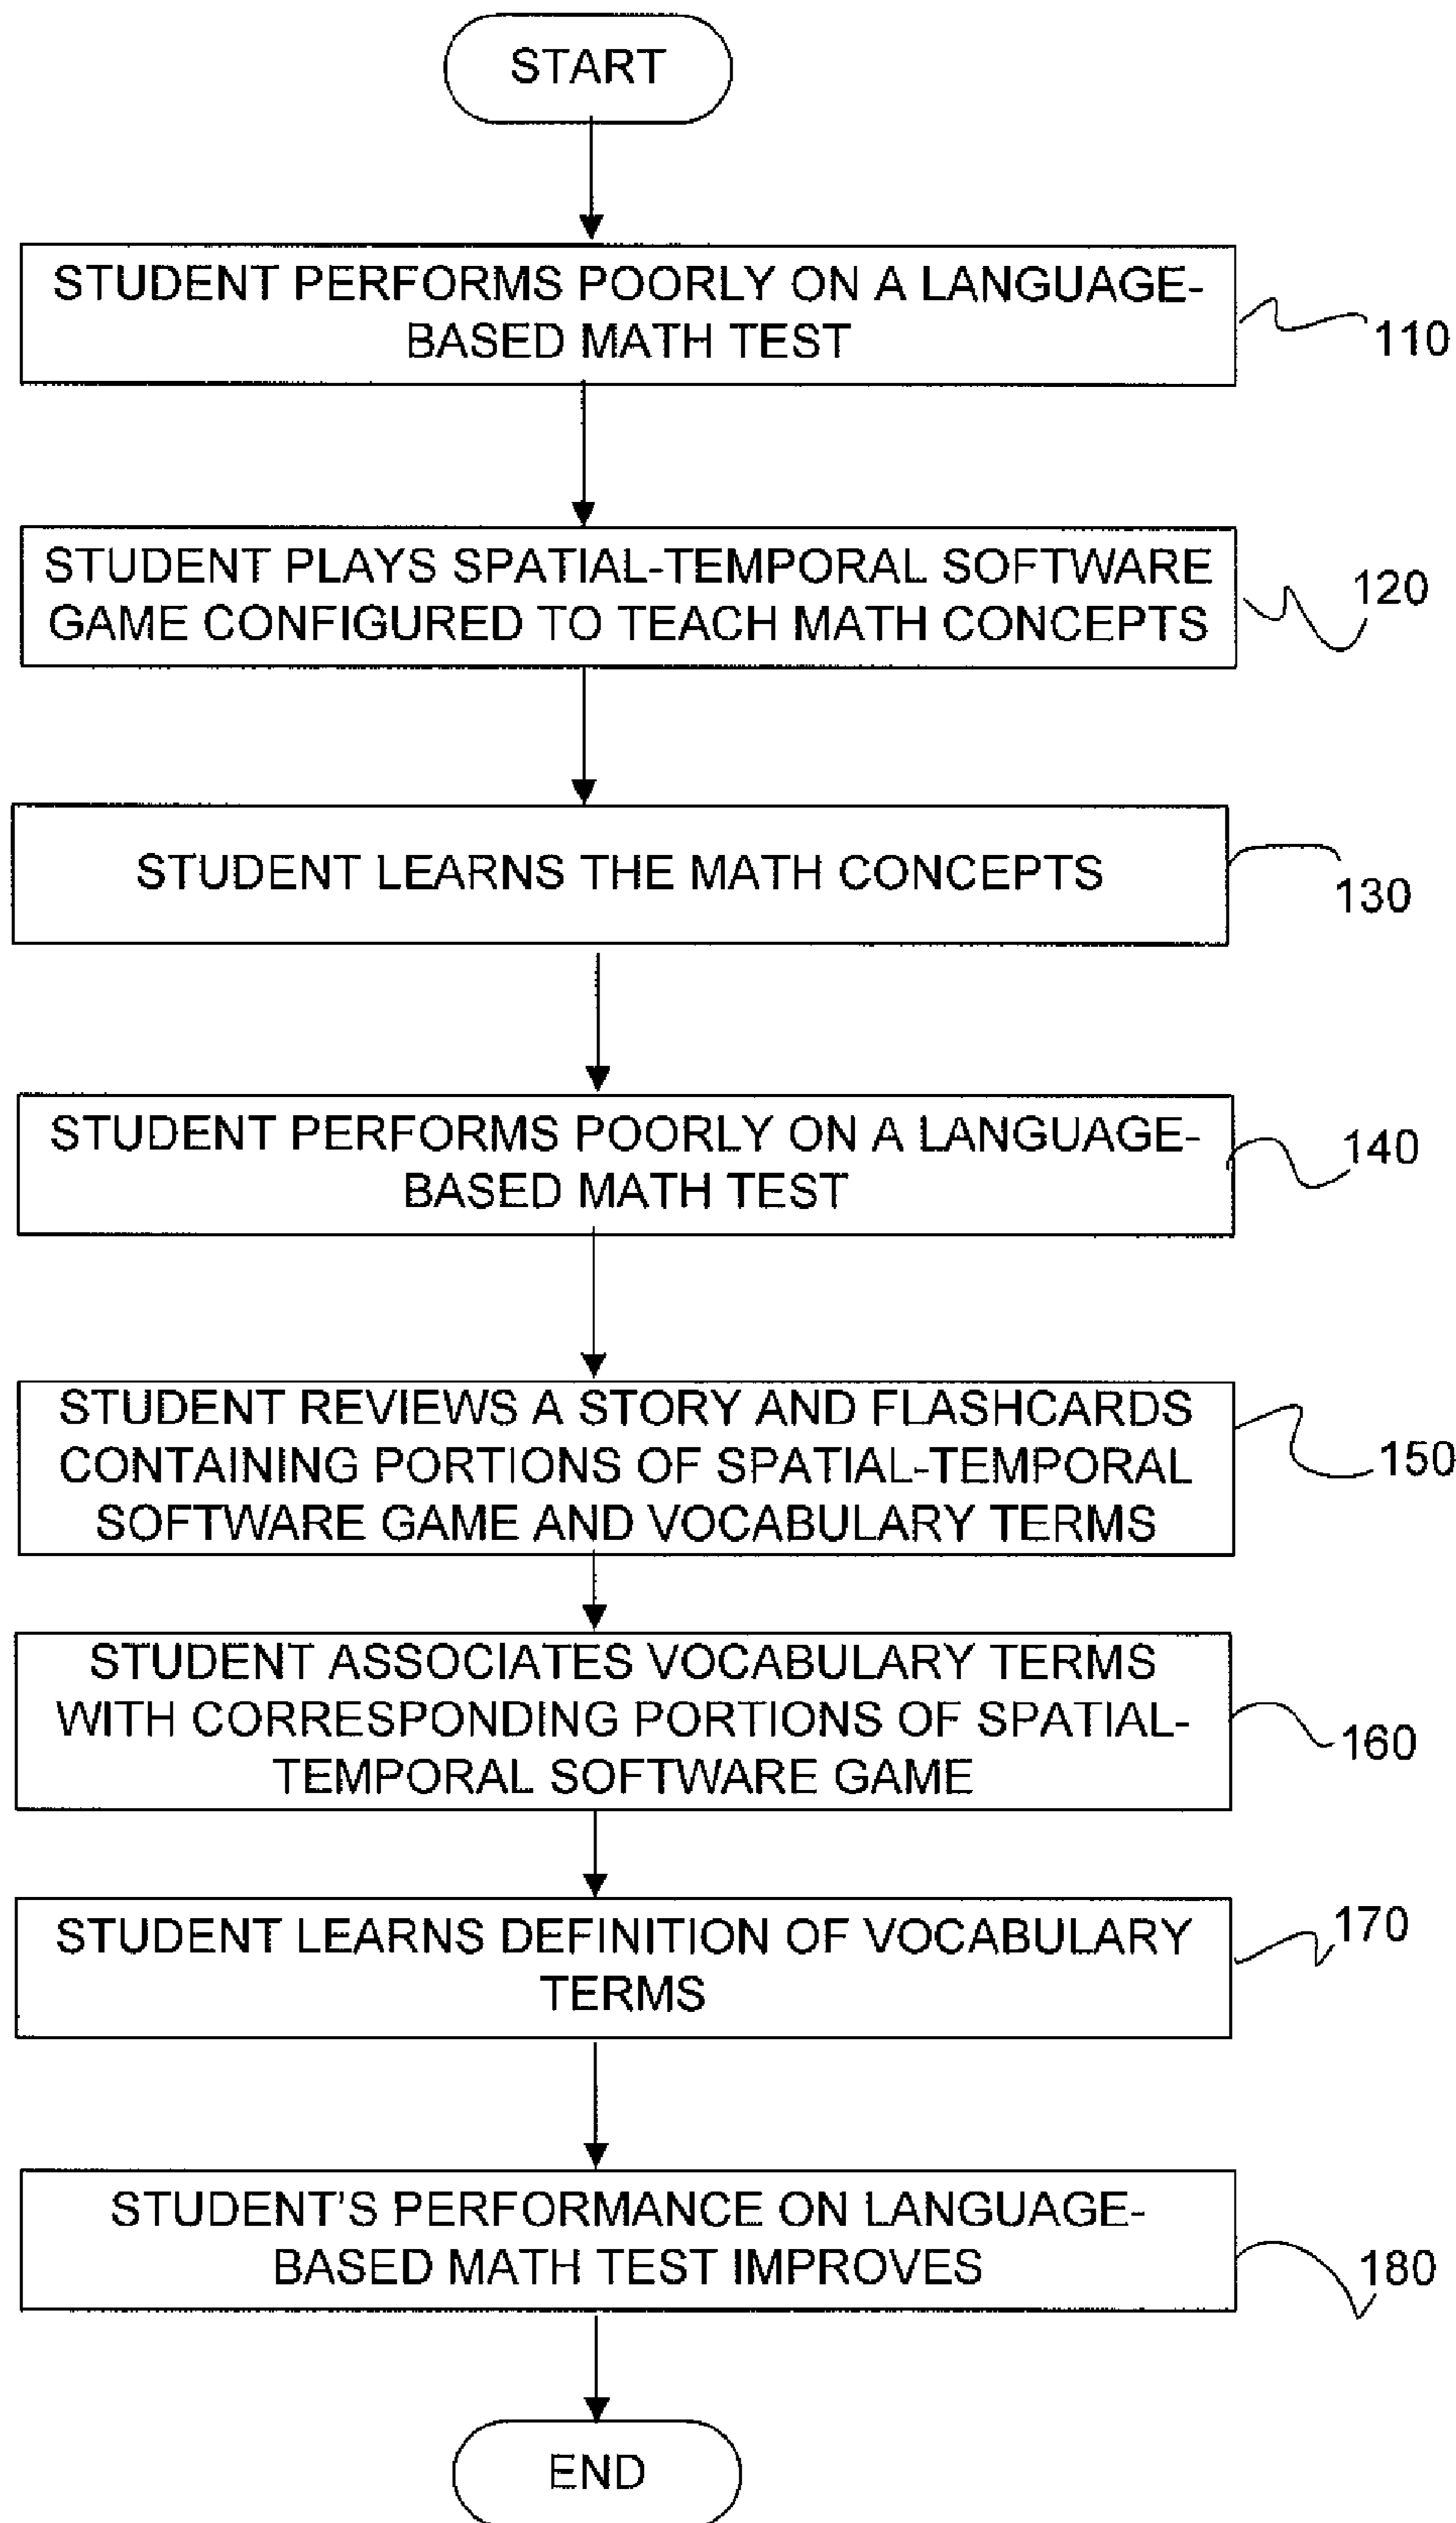 START
STUDENT PERFORMS POORLY ON A LANGUAGE-
BASED MATH TEST
110
STUDENT PLAYS SPATIAL-TEMPORAL SOFTWARE
GAME CONFIGURED TO TEACH MATH CONCEPTS
120
STUDENT LEARNS THE MATH CONCEPTS
130
STUDENT PERFORMS POORLY ON A LANGUAGE-
BASED MATH TEST
140
STUDENT REVIEWS A STORY AND FLASHCARDS
CONTAINING PORTIONS OF SPATIAL-TEMPORAL
SOFTWARE GAME AND VOCABULARY TERMS
150
STUDENT ASSOCIATES VOCABULARY TERMS
WITH CORRESPONDING PORTIONS OF SPATIAL-
TEMPORAL SOFTWARE GAME
160
STUDENT LEARNS DEFINITION OF VOCABULARY
TERMS
170
STUDENT'S PERFORMANCE ON LANGUAGE-
BASED MATH TEST IMPROVES
180
END